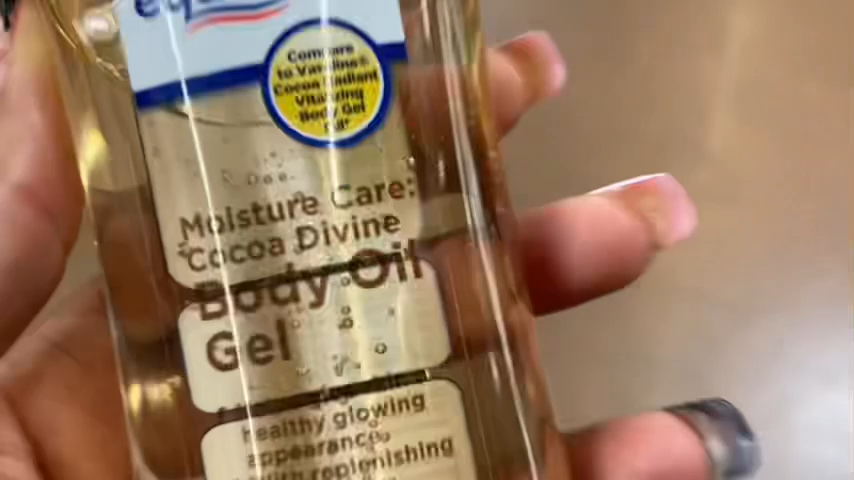 Compare
to Vaseline®
Cocoa Radiant
Vitalizing
Body Gel
Oil*
Moisture Care:
Cocoa Divine
Body Oil
Gel
healthy glowing
appearance
with replenishing